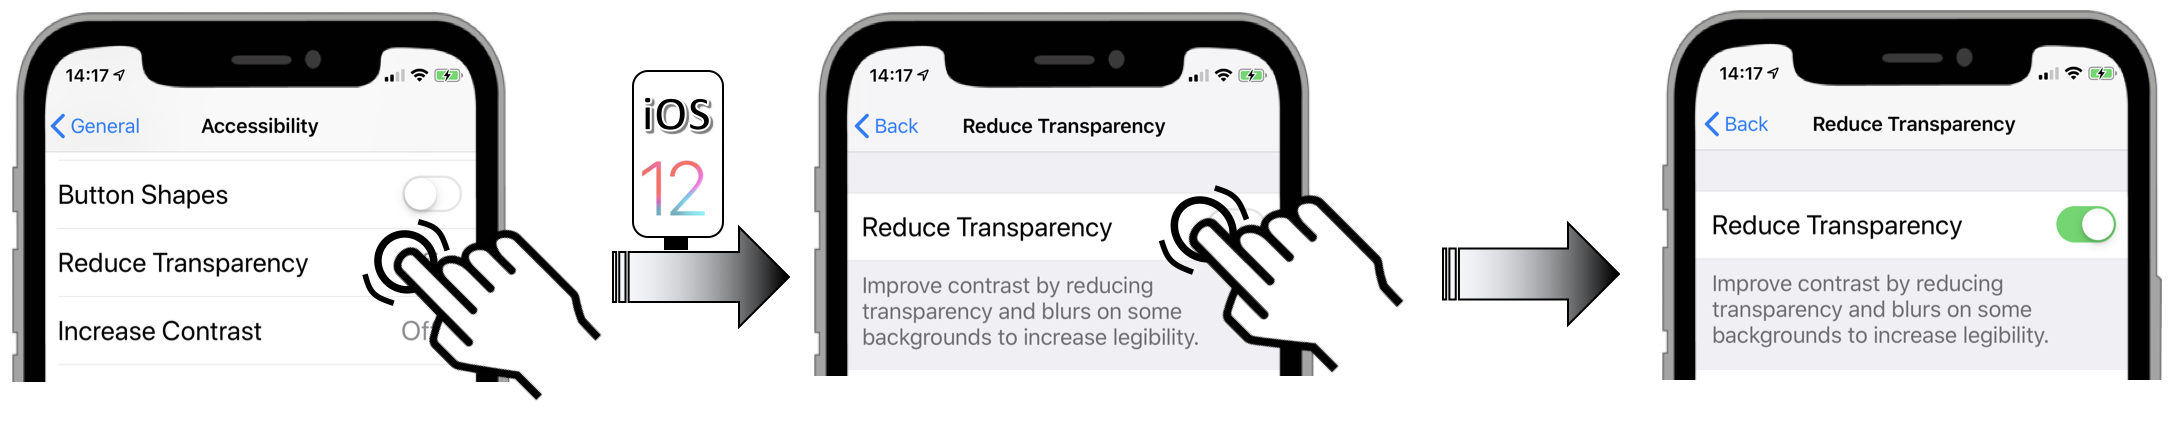 14:17
General
Accessibility
Button Shapes
Reduce Transparency
Increase Contrast
iOS
12
14:17
Back
Reduce Transparency
Reduce Transparency
Improve contrast by reducing
transparency and blurs on some
backgrounds to increase legibility.
14:17
Back
Reduce Transparency
Reduce Transparency
Improve contrast by reducing
transparency and blurs on some
backgrounds to increase legibility.